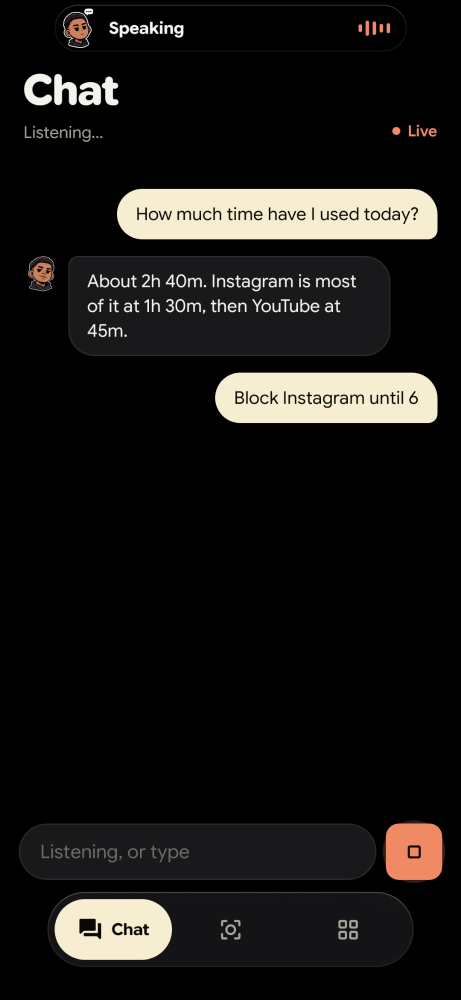 Speaking
Chat
Listening...
Live
How much time have I used today?
About 2h 40m. Instagram is most
of it at 1h 30m, then YouTube at
45m.
Block Instagram until 6
Listening, or type
Chat